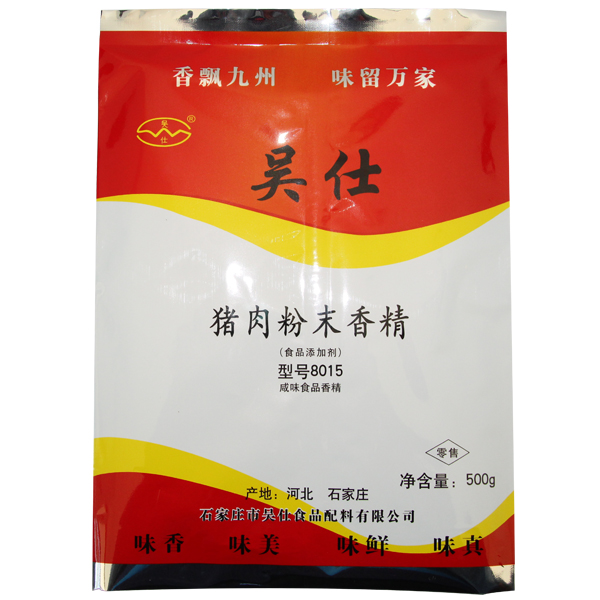 香飘九州 味留万家
吴仕
®
吴仕
猪肉粉末香精
(食品添加剂)
型号8015
咸味食品香精
零售
净含量：500g
产地：河北 石家庄
石家庄市吴仕食品配料有限公司
味香 味美 味鲜 味真